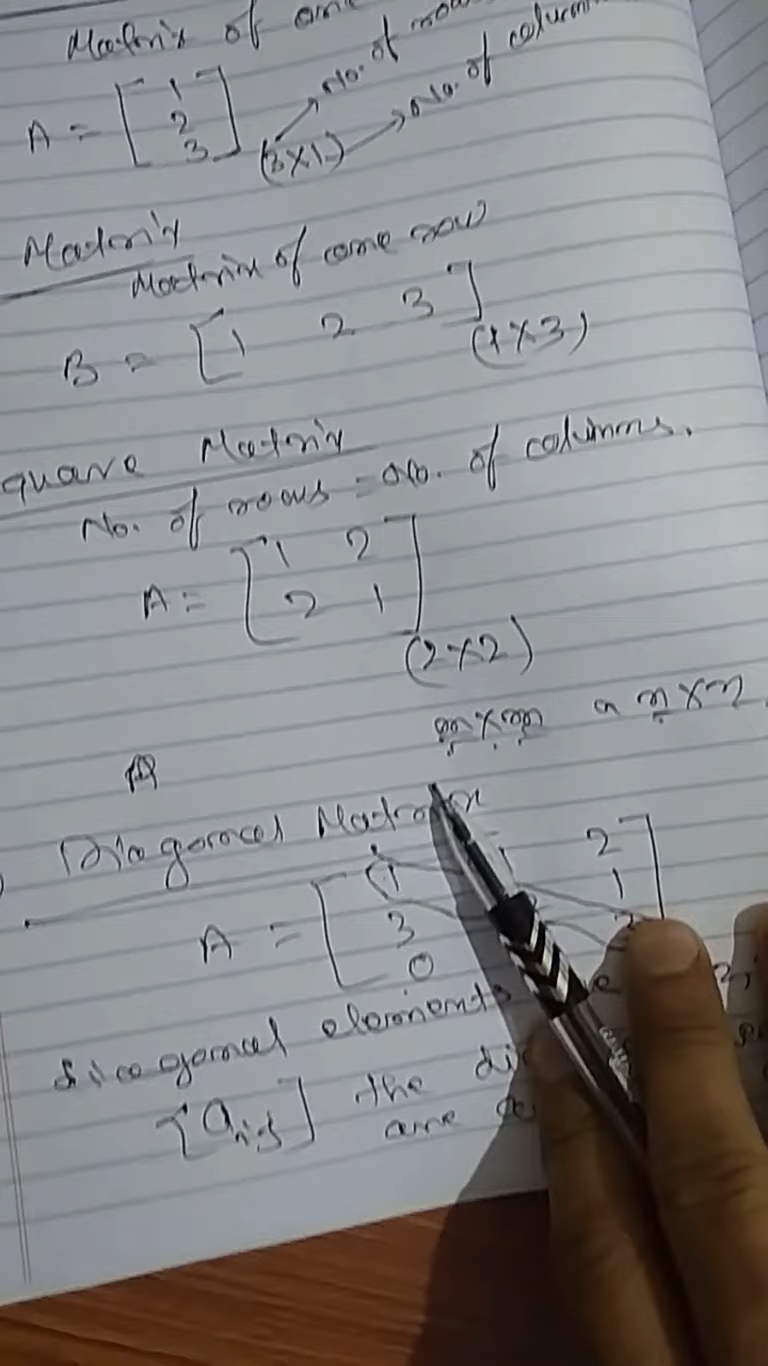 Matrix of one
A = [1
2
3] (3×1) → No. of rows → No. of column
Matrix
Matrix of one row
B = [1 2 3] (1×3)
quare Matrix
No. of rows = No. of columns.
A = [1 2
2 1] (2×2)
m×m n×n
A
Diagonal Matrix
A = [1 1 2
3 1
0
diagonal elements
[aij] the di
are